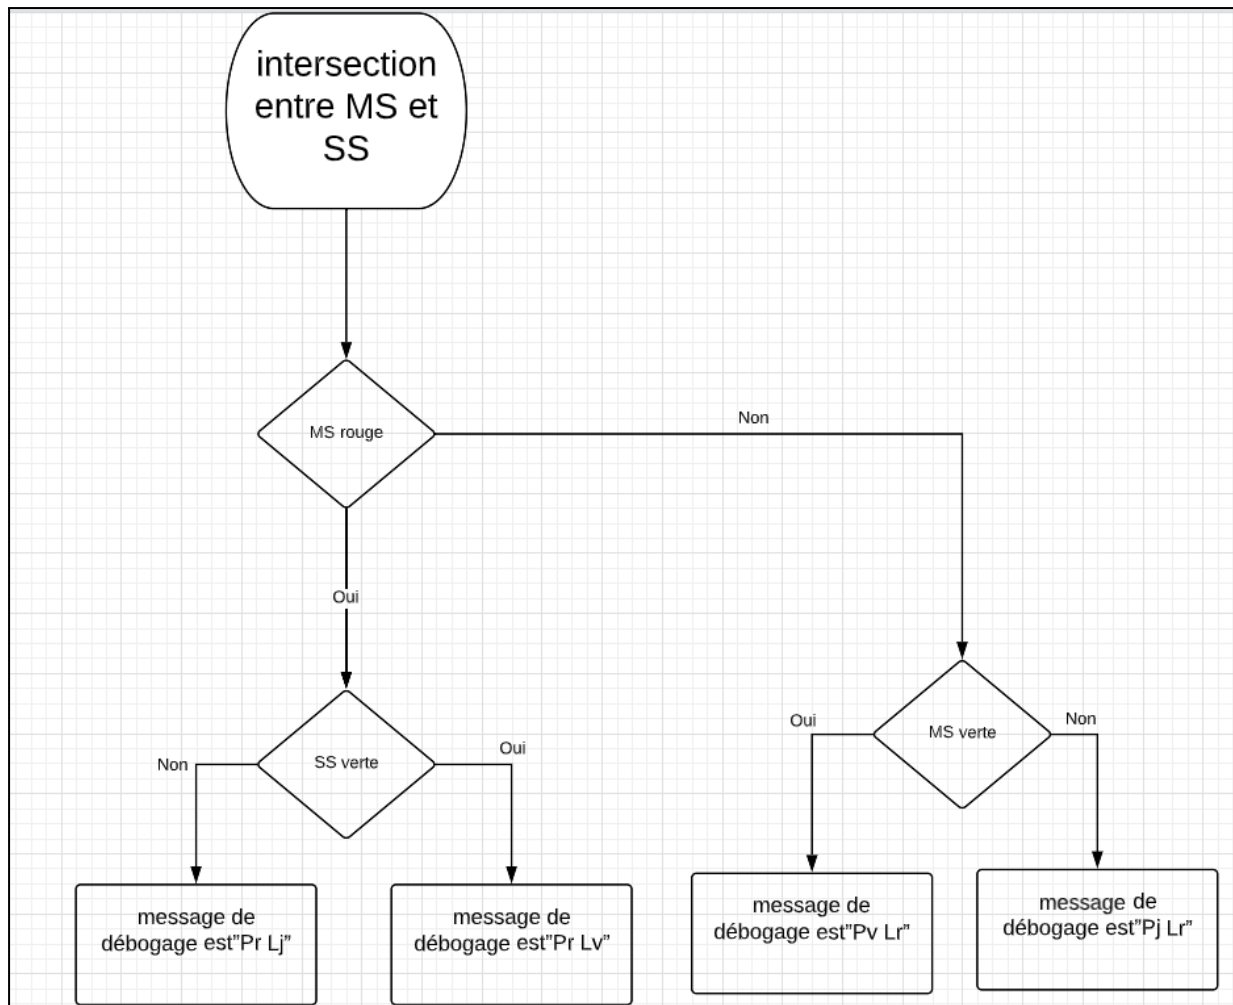 intersection
entre MS et
SS
MS rouge
Non
Oui
SS verte
Non
Oui
MS verte
Oui
Non
message de
débogage est”Pr Lj”
message de
débogage est”Pr Lv”
message de
débogage est”Pv Lr”
message de
débogage est”Pj Lr”